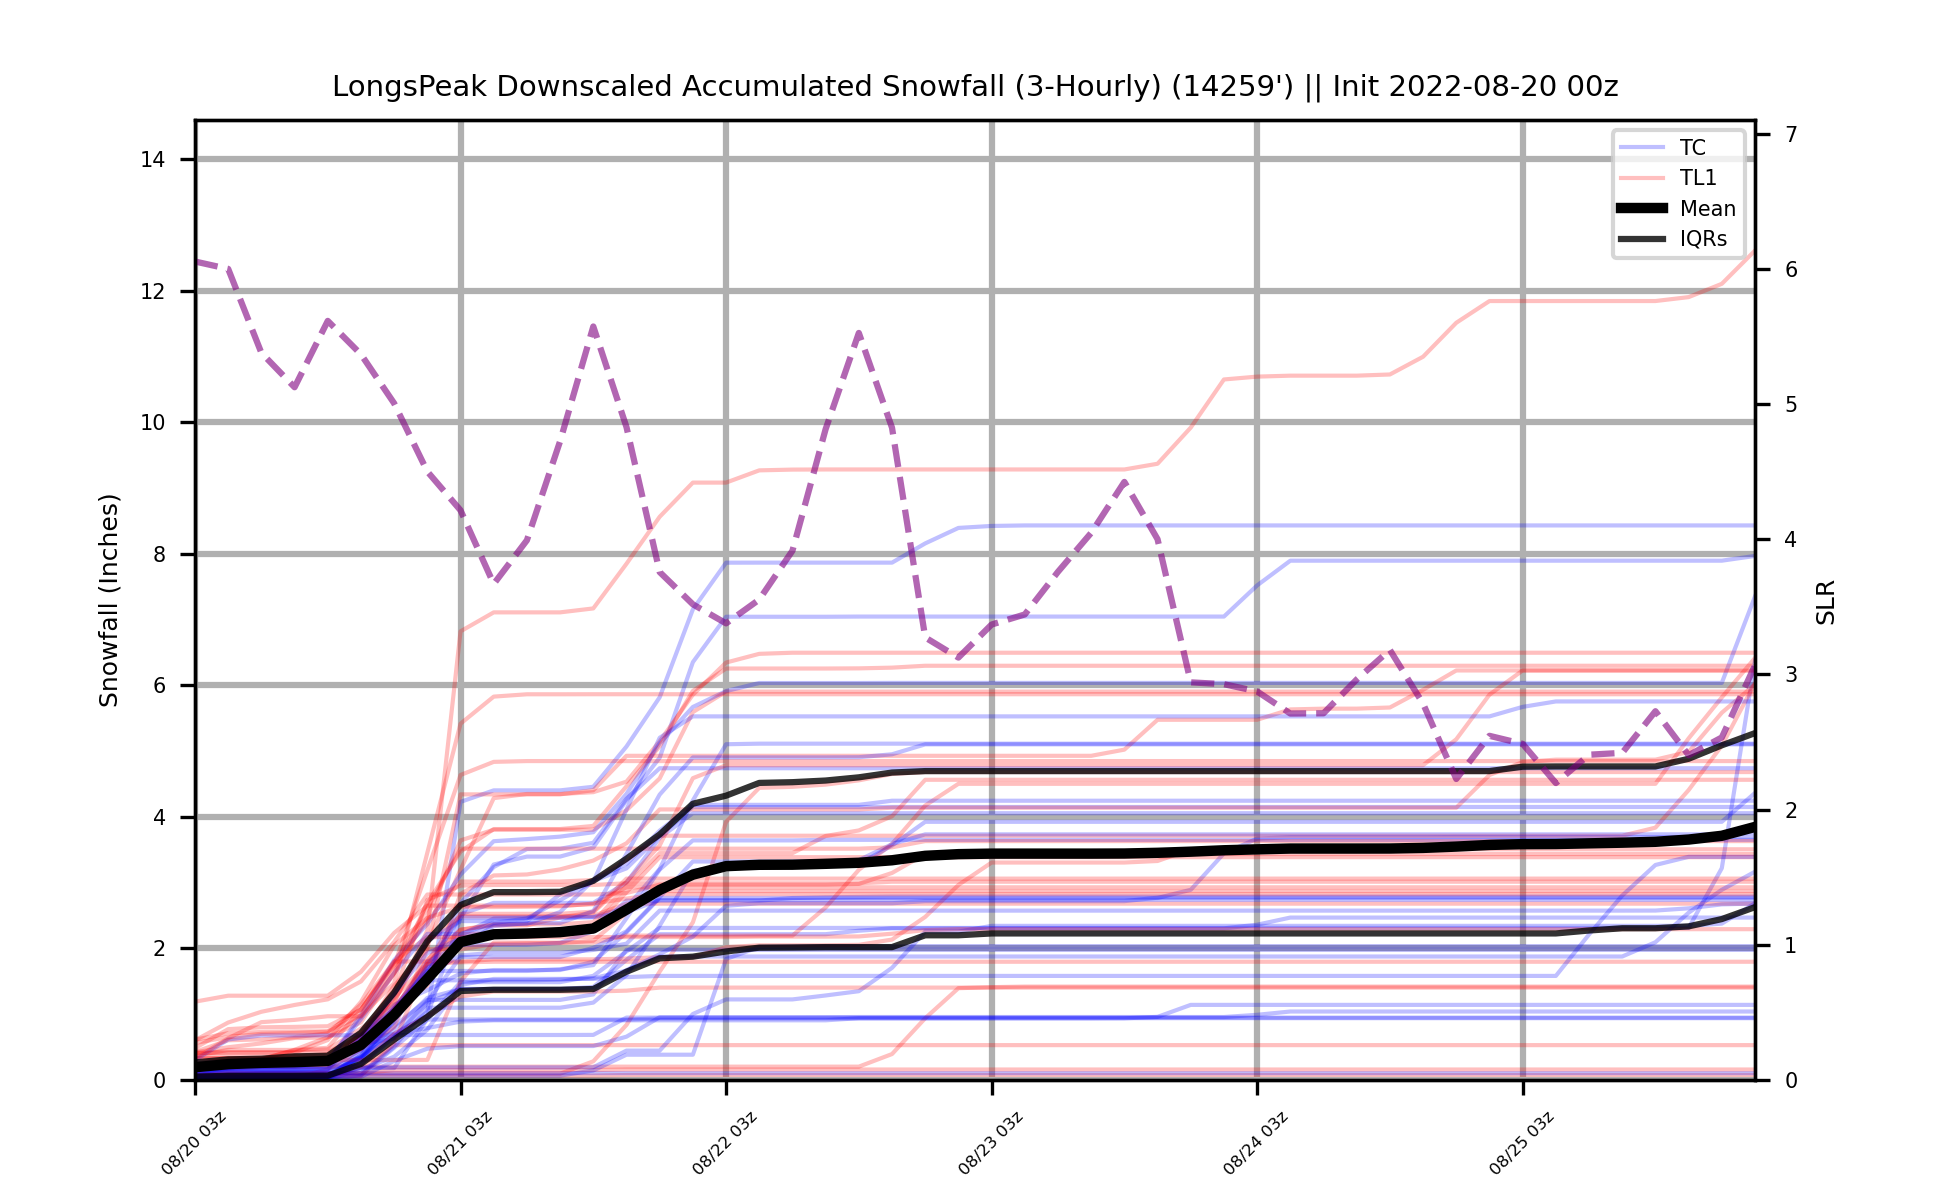 LongsPeak Downscaled Accumulated Snowfall (3-Hourly) (14259') || Init 2022-08-20 00z
TC
TL1
Mean
IQRs
Snowfall (Inches)
14
12
10
8
6
4
2
0
7
6
5
4
3
2
1
0
SLR
08/20 03z
08/21 03z
08/22 03z
08/23 03z
08/24 03z
08/25 03z